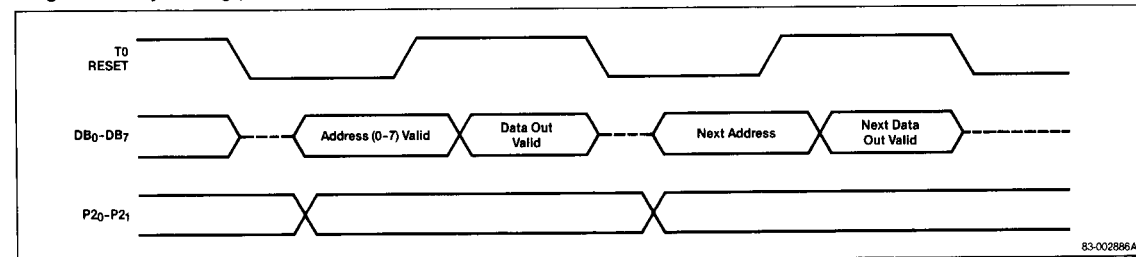 T0
RESET
DB0-DB7
Address (0-7) Valid
Data Out
Valid
Next Address
Next Data
Out Valid
P20-P21
83-002886A